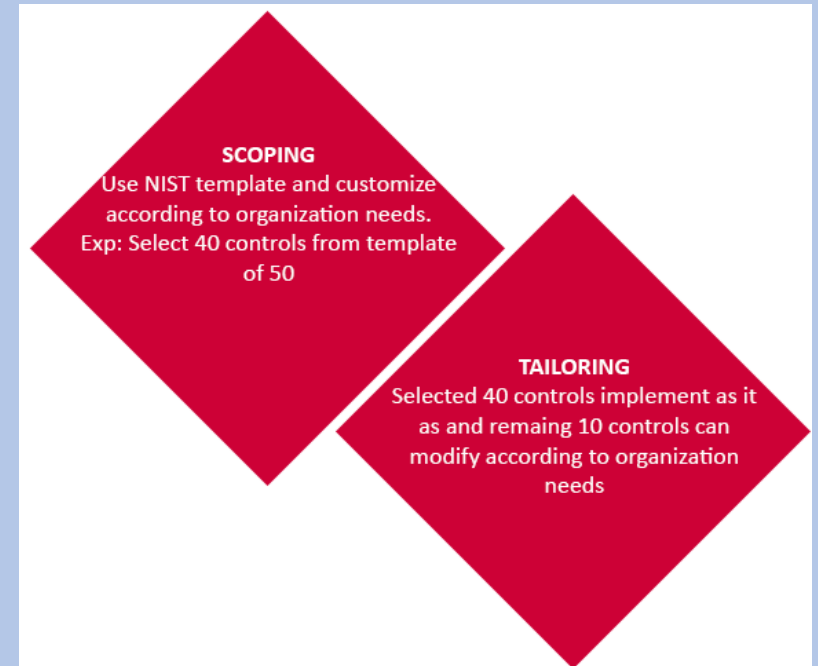 SCOPING
Use NIST template and customize
according to organization needs.
Exp: Select 40 controls from template
of 50
TAILORING
Selected 40 controls implement as it
as and remaing 10 controls can
modify according to organization
needs